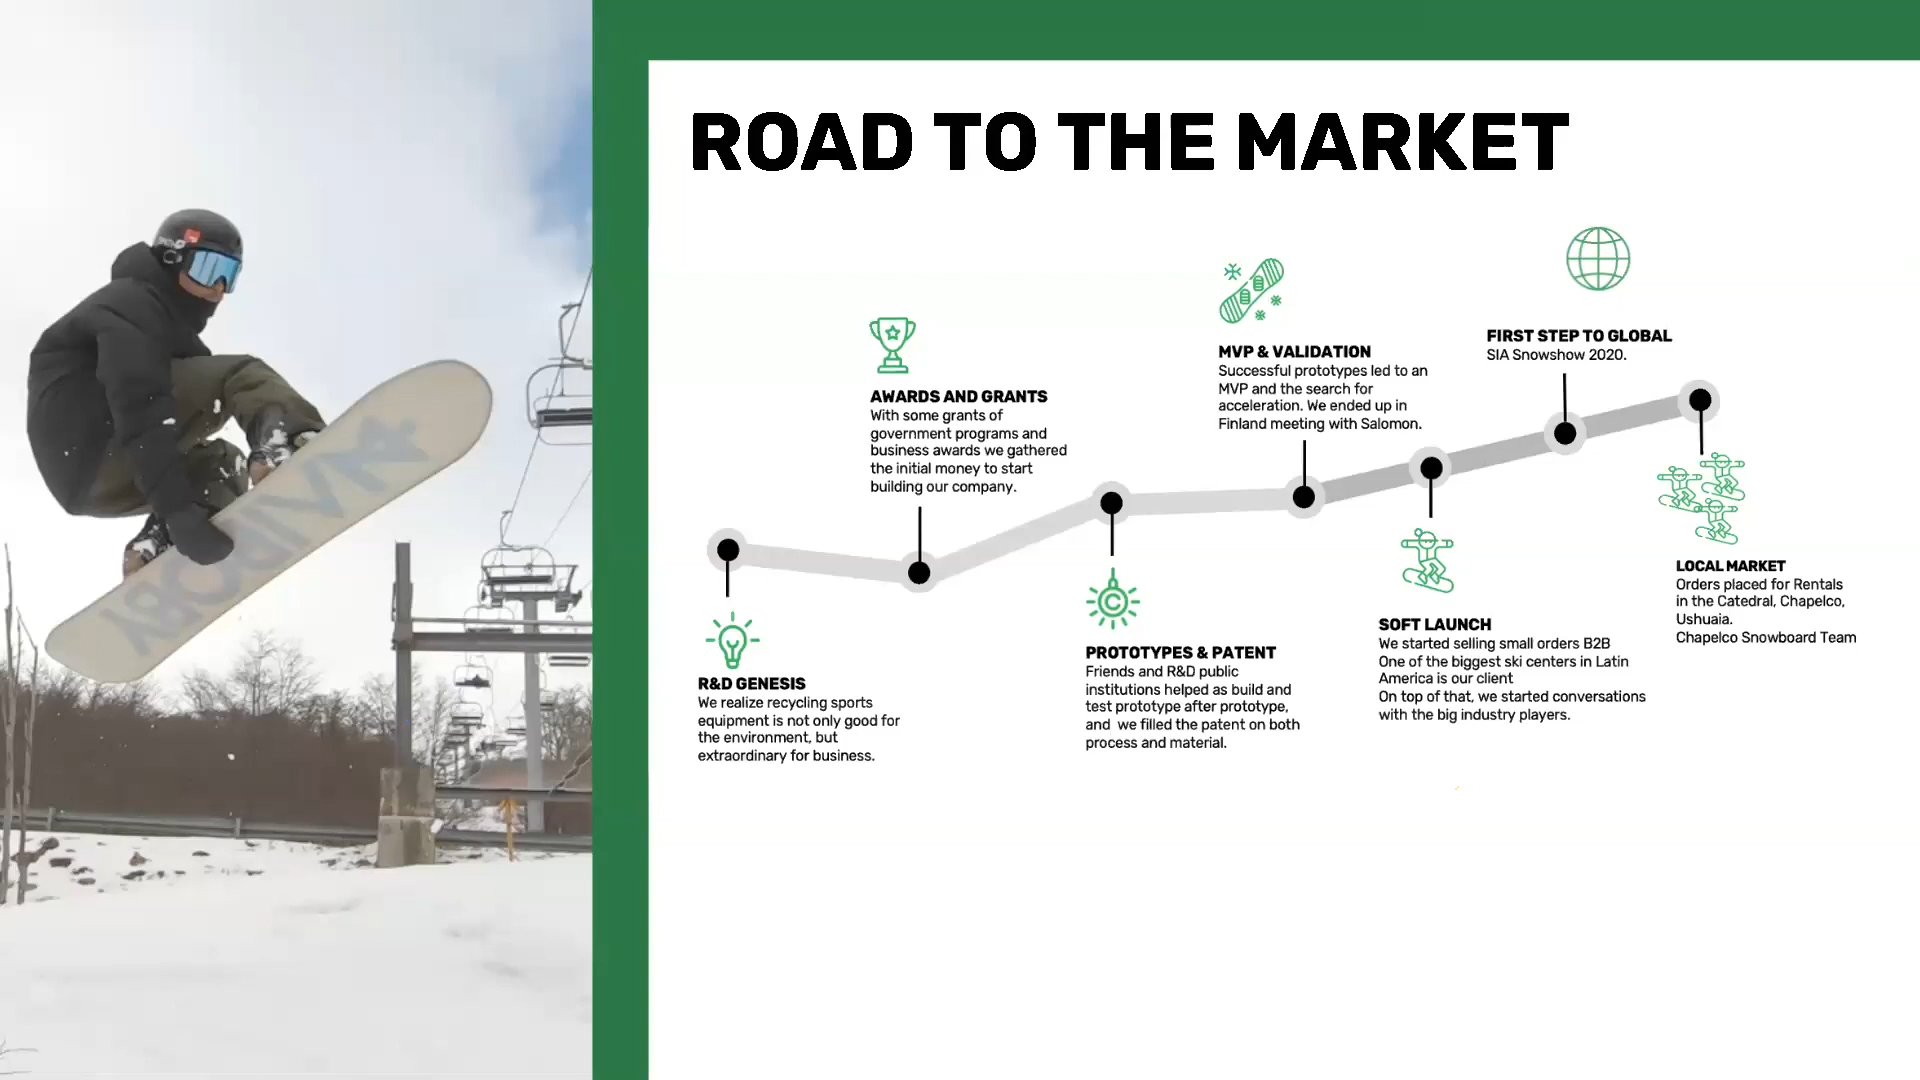 ROAD TO THE MARKET
R&D GENESIS
We realize recycling sports
equipment is not only good for
the environment, but
extraordinary for business.
AWARDS AND GRANTS
With some grants of
government programs and
business awards we gathered
the initial money to start
building our company.
PROTOTYPES & PATENT
Friends and R&D public
institutions helped as build and
test prototype after prototype,
and we filled the patent on both
process and material.
MVP & VALIDATION
Successful prototypes led to an
MVP and the search for
acceleration. We ended up in
Finland meeting with Salomon.
SOFT LAUNCH
We started selling small orders B2B
One of the biggest ski centers in Latin
America is our client
On top of that, we started conversations
with the big industry players.
FIRST STEP TO GLOBAL
SIA Snowshow 2020.
LOCAL MARKET
Orders placed for Rentals
in the Catedral, Chapelco,
Ushuaia.
Chapelco Snowboard Team